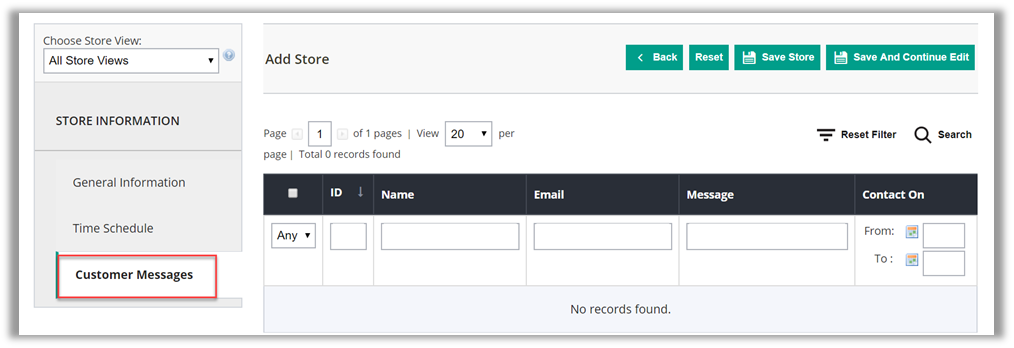 Choose Store View:
All Store Views
STORE INFORMATION
General Information
Time Schedule
Customer Messages
Add Store
Back Reset Save Store Save And Continue Edit
Page 1 of 1 pages | View 20 per
page | Total 0 records found
Reset Filter Search
ID Name Email Message Contact On
Any From:
To :
No records found.